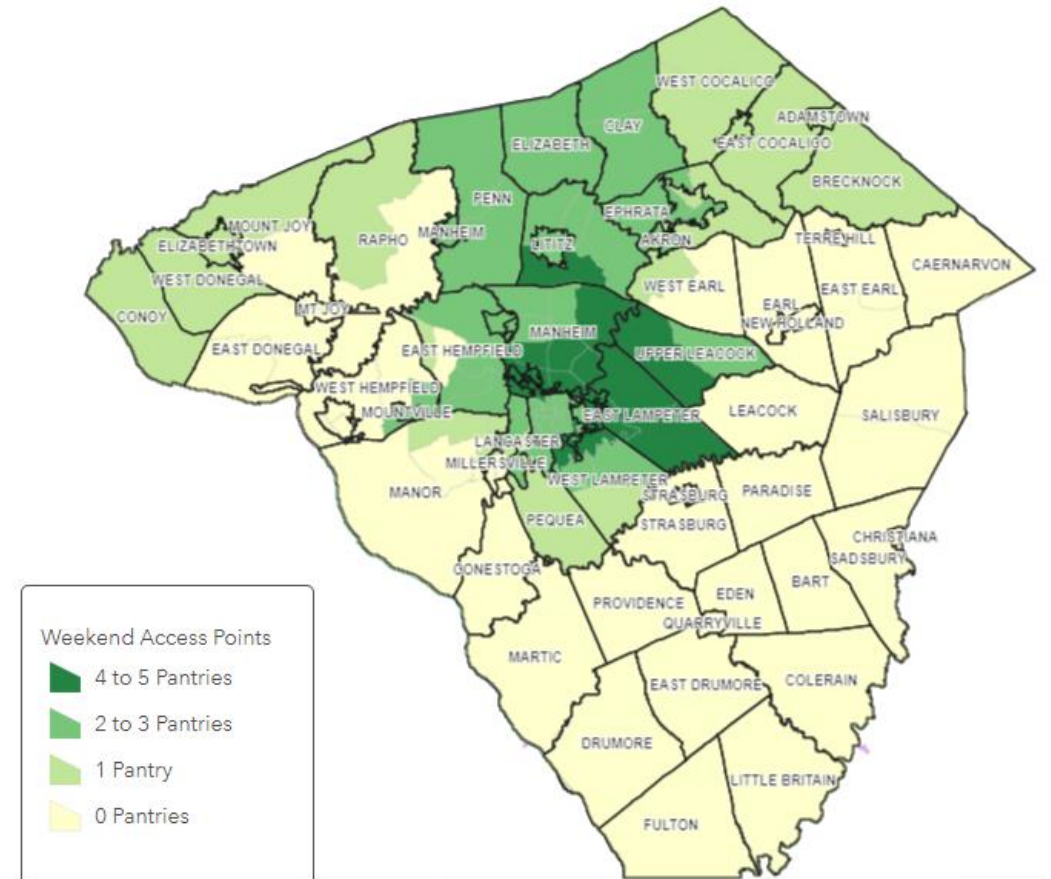 WEST COCALICO
ADAMSTOWN
CLAY
EAST COCALICO
ELIZABETH
BRECKNOCK
PENN
EPHRATA
MOUNT JOY
MANHEIM
RAPHO
AKRON
TERRE HILL
ELIZABETHTOWN
LITITZ
CAERNARVON
WEST DONEGAL
WEST EARL
EAST EARL
EARL
MT JOY
CONOY
NEW HOLLAND
MANHEIM
EAST DONEGAL
EAST HEMPFIELD
UPPER LEACOCK
WEST HEMPFIELD
MOUNTVILLE
EAST LAMPETER
LEACOCK
SALISBURY
LANCASTER
MILLERSVILLE
WEST LAMPETER
MANOR
STRASBURG
PARADISE
PEQUEA
STRASBURG
CHRISTIANA
SADSBURY
CONESTOGA
BART
EDEN
PROVIDENCE
QUARRYVILLE
MARTIC
EAST DRUMORE
COLERAIN
DRUMORE
LITTLE BRITAIN
FULTON
Weekend Access Points
4 to 5 Pantries
2 to 3 Pantries
1 Pantry
0 Pantries